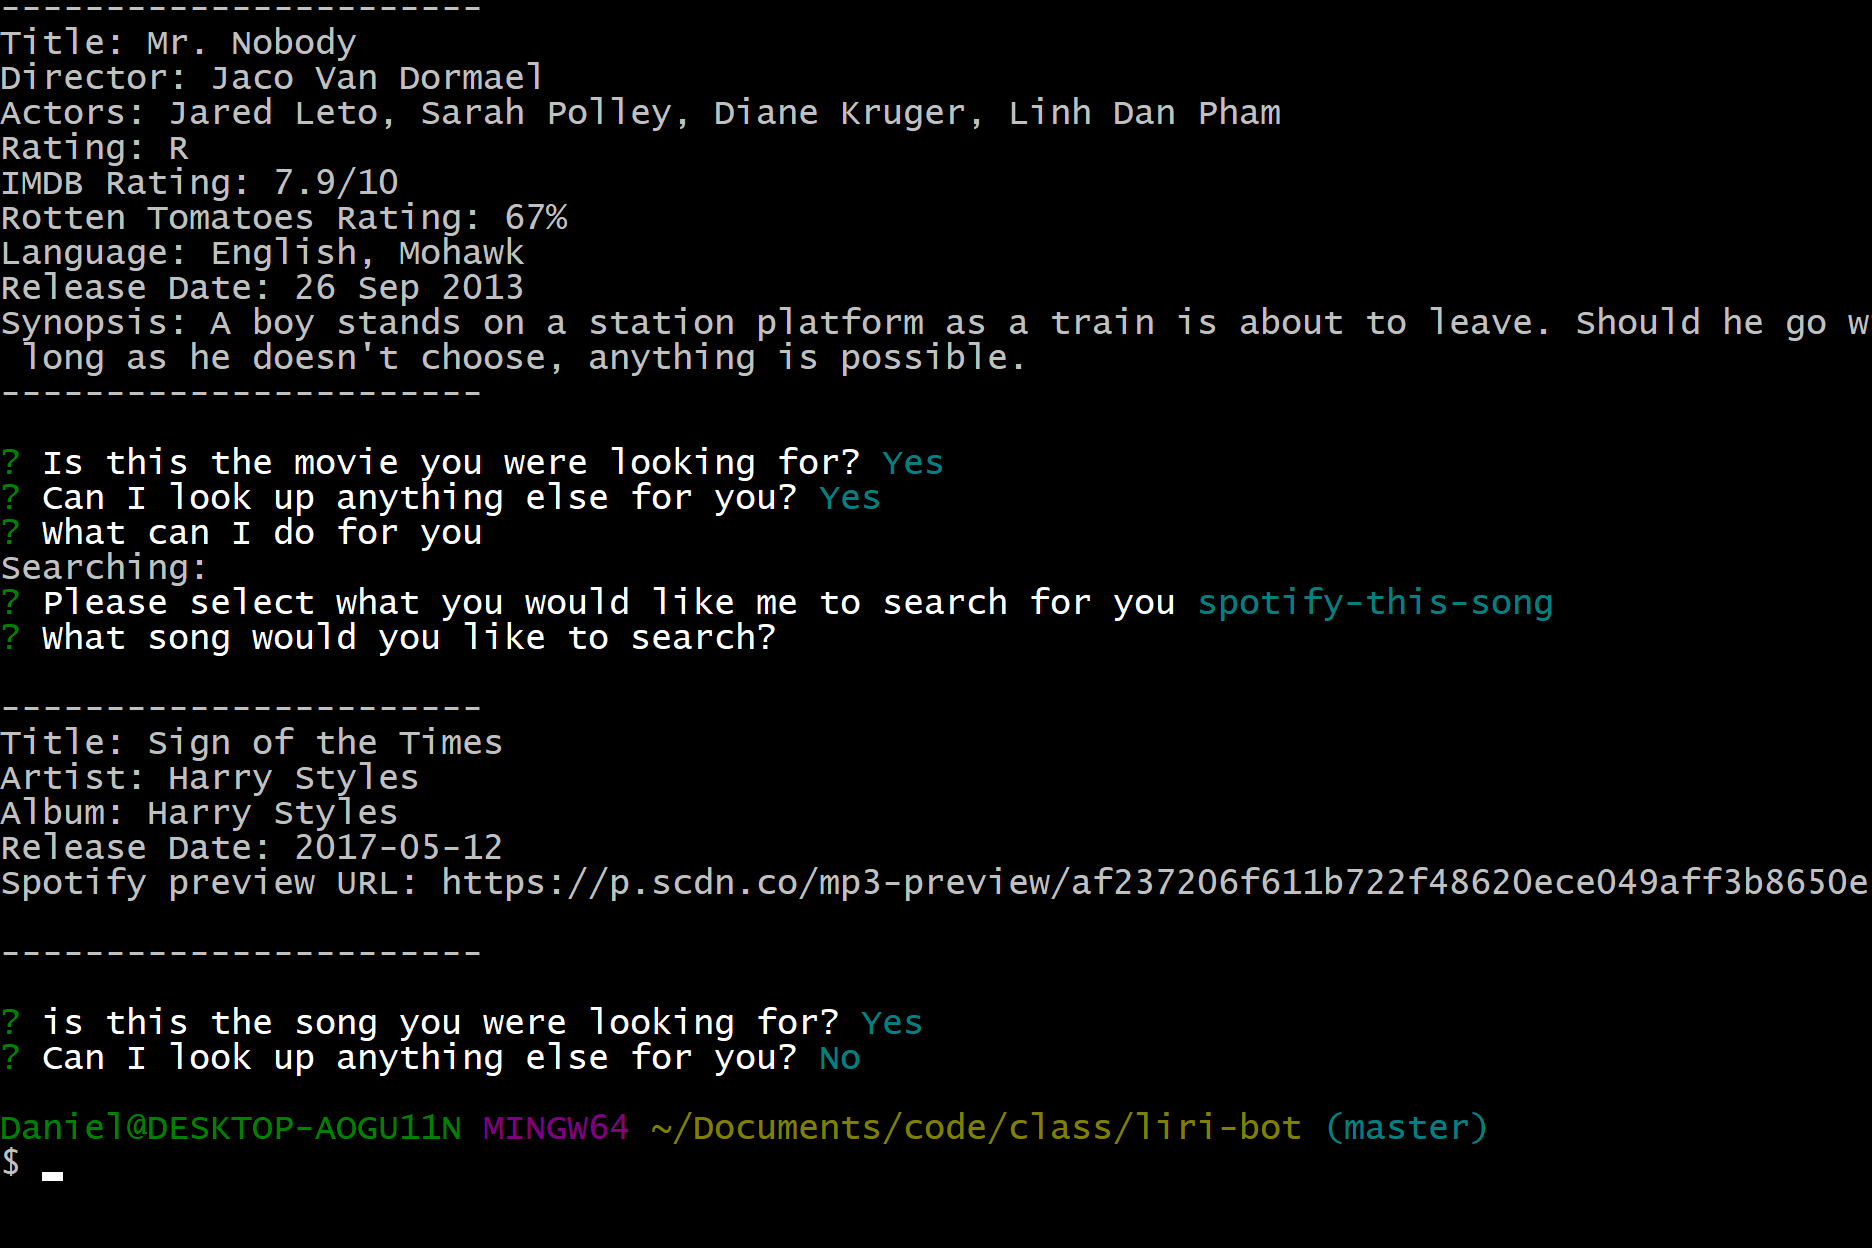 -----------------------
Title: Mr. Nobody
Director: Jaco Van Dormael
Actors: Jared Leto, Sarah Polley, Diane Kruger, Linh Dan Pham
Rating: R
IMDB Rating: 7.9/10
Rotten Tomatoes Rating: 67%
Language: English, Mohawk
Release Date: 26 Sep 2013
Synopsis: A boy stands on a station platform as a train is about to leave. Should he go
long as he doesn't choose, anything is possible.
-----------------------
? Is this the movie you were looking for? Yes
? Can I look up anything else for you? Yes
? What can I do for you
Searching:
? Please select what you would like me to search for you spotify-this-song
? What song would you like to search?
-----------------------
Title: Sign of the Times
Artist: Harry Styles
Album: Harry Styles
Release Date: 2017-05-12
Spotify preview URL: https://p.scdn.co/mp3-preview/af237206f611b722f48620ece049aff3b8650e
-----------------------
? is this the song you were looking for? Yes
? Can I look up anything else for you? No
Daniel@DESKTOP-AOGU11N MINGW64 ~/Documents/code/class/liri-bot (master)
$